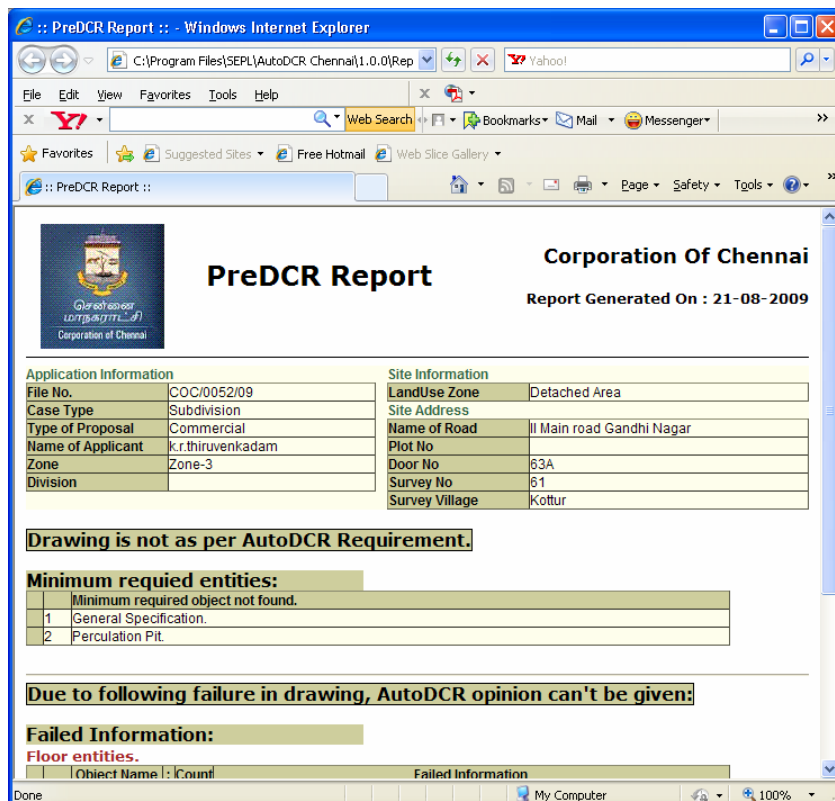 :: PreDCR Report :: - Windows Internet Explorer
C:\Program Files\SEPL\AutoDCR Chennai\1.0.0\Rep
Yahoo!
File Edit View Favorites Tools Help
Y! Web Search Bookmarks Mail Messenger »
Favorites Suggested Sites Free Hotmail Web Slice Gallery
:: PreDCR Report :: Page Safety Tools »
சென்னை
மாநகராட்சி
Corporation of Chennai
PreDCR Report
Corporation Of Chennai
Report Generated On : 21-08-2009
Application Information
File No. COC/0052/09
Case Type Subdivision
Type of Proposal Commercial
Name of Applicant k.r.thiruvenkadam
Zone Zone-3
Division
Site Information
LandUse Zone Detached Area
Site Address
Name of Road II Main road Gandhi Nagar
Plot No
Door No 63A
Survey No 61
Survey Village Kottur
Drawing is not as per AutoDCR Requirement.
Minimum requied entities:
Minimum required object not found.
1 General Specification.
2 Perculation Pit.
Due to following failure in drawing, AutoDCR opinion can't be given:
Failed Information:
Floor entities.
Object Name : Count Failed Information
Done My Computer 100%